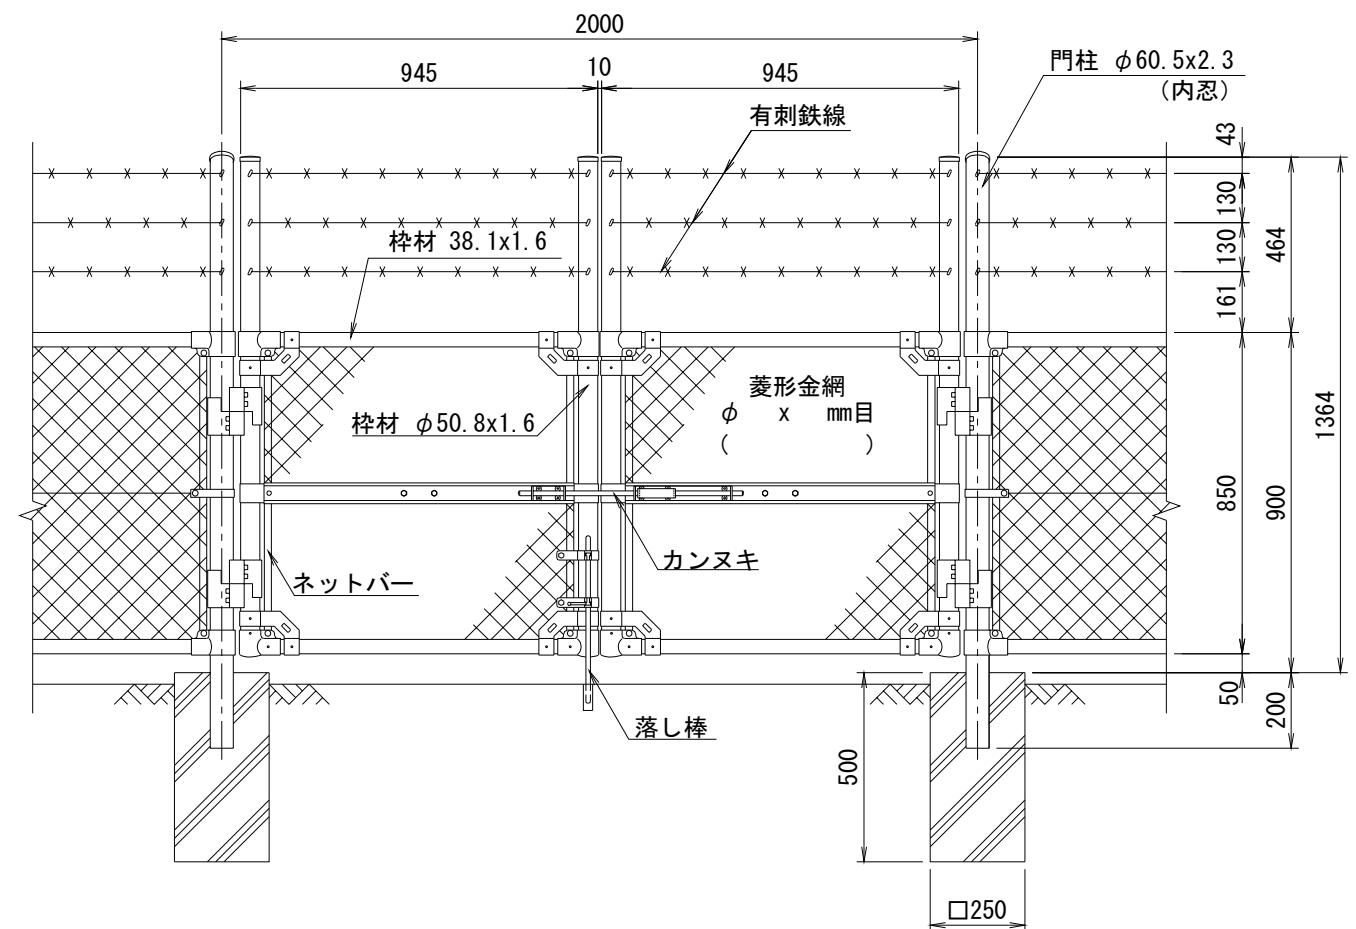 2000
945
10
945
門柱 φ60.5x2.3
(内忍)
有刺鉄線
43
130
130
161
464
1364
枠材 38.1x1.6
菱形金網
φ x mm目
( )
枠材 φ50.8x1.6
850
900
カンヌキ
ネットバー
50
200
落し棒
500
□250